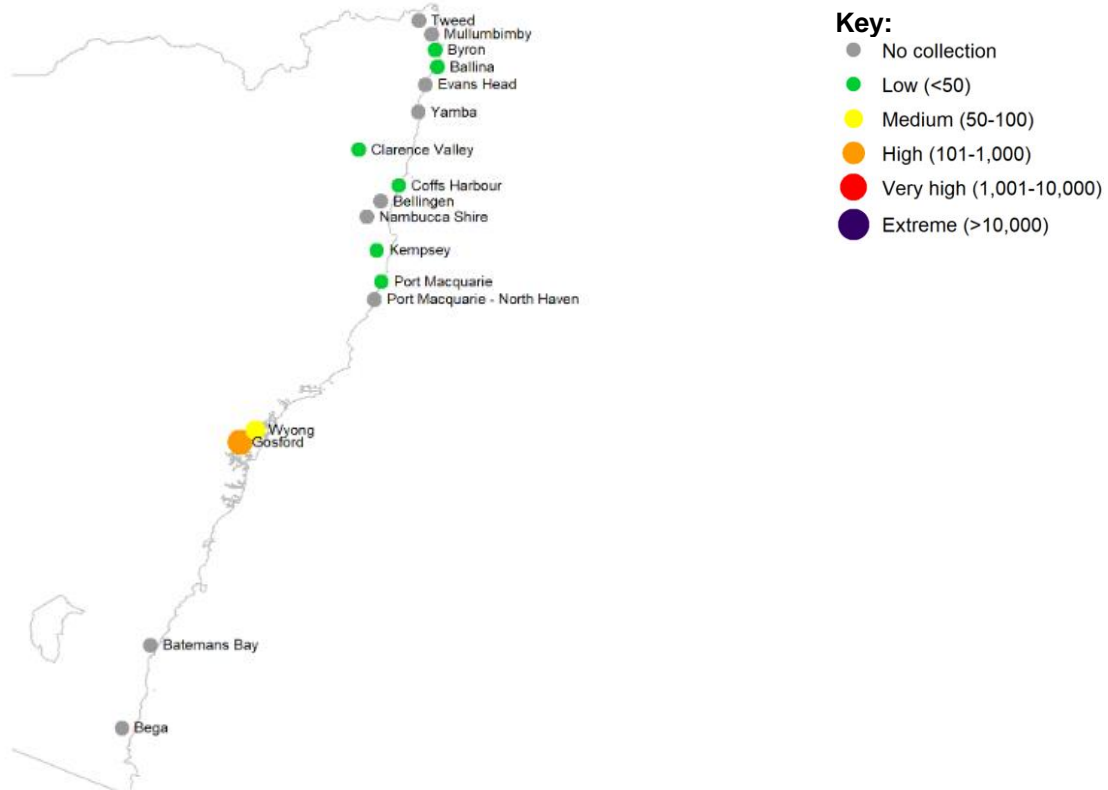 Tweed
Mullumbimby
Byron
Ballina
Evans Head
Yamba
Clarence Valley
Coffs Harbour
Bellingen
Nambucca Shire
Kempsey
Port Macquarie
Port Macquarie - North Haven
Wyong
Gosford
Batemans Bay
Bega
Key:
No collection
Low (<50)
Medium (50-100)
High (101-1,000)
Very high (1,001-10,000)
Extreme (>10,000)